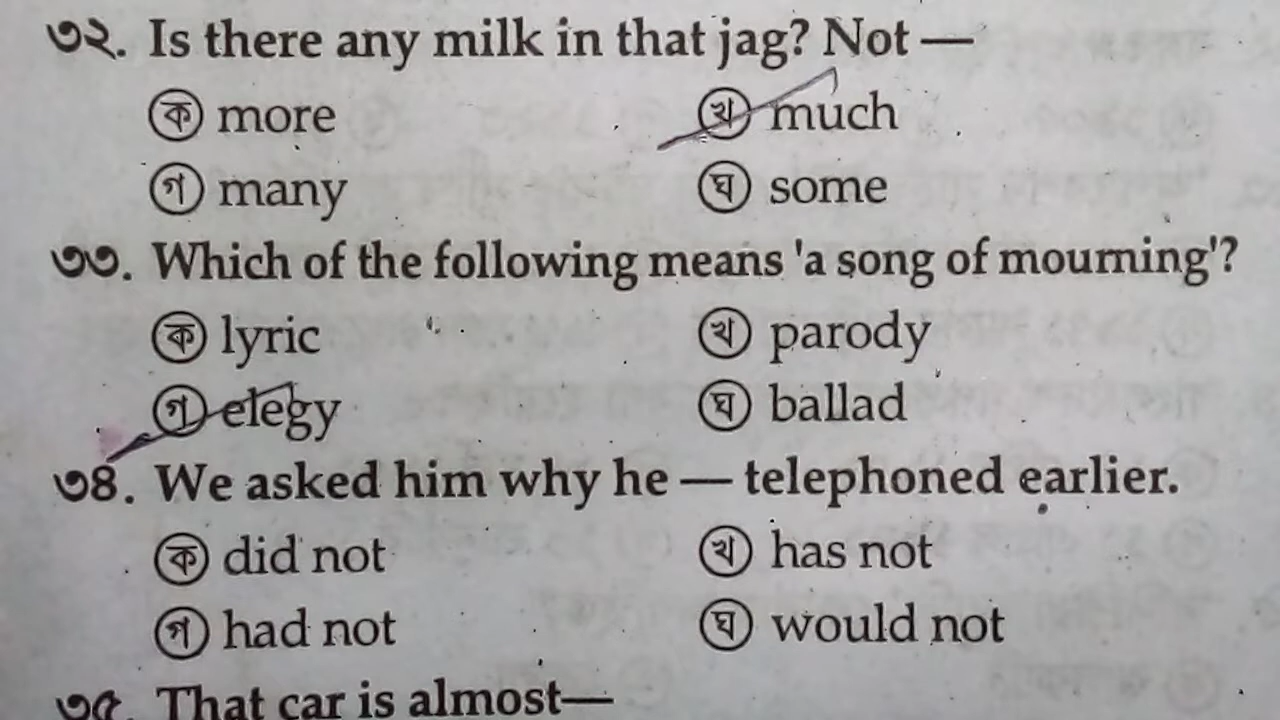 ৩২. Is there any milk in that jag? Not —
ক more খ much
গ many ঘ some
৩৩. Which of the following means 'a song of mourning'?
ক lyric খ parody
গ elegy ঘ ballad
৩৪. We asked him why he — telephoned earlier.
ক did not খ has not
গ had not ঘ would not
৩৫. That car is almost—